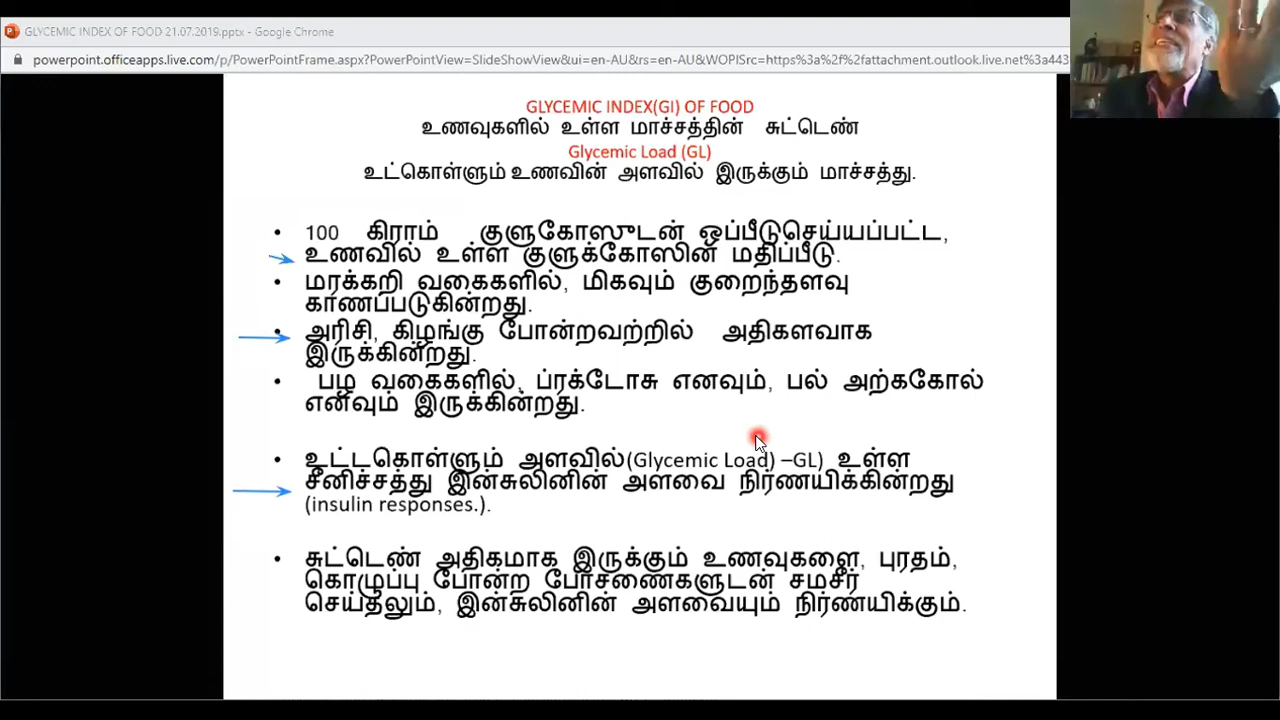 GLYCEMIC INDEX OF FOOD 21.07.2019.pptx - Google Chrome
powerpoint.officeapps.live.com/p/PowerPointFrame.aspx?PowerPointView=SlideShowView&ui=en-AU&rs=en-AU&WOPISrc=https%3a%2f%2fattachment.outlook.live.net%3a443
GLYCEMIC INDEX(GI) OF FOOD
உணவுகளில் உள்ள மாச்சத்தின் சுட்டெண்
Glycemic Load (GL)
உட்கொள்ளும் உணவின் அளவில் இருக்கும் மாச்சத்து.
• 100 கிராம் குளுகோஸுடன் ஒப்பீடுசெய்யப்பட்ட,
உணவில் உள்ள குளுக்கோஸின் மதிப்பீடு.
• மரக்கறி வகைகளில், மிகவும் குறைந்தளவு
காணப்படுகின்றது.
• அரிசி, கிழங்கு போன்றவற்றில் அதிகளவாக
இருக்கின்றது.
• பழ வகைகளில், ப்ரக்டோசு எனவும், பல் அற்ககோல்
எனவும் இருக்கின்றது.
• உட்டகொள்ளும் அளவில்(Glycemic Load) –GL) உள்ள
சீனிச்சத்து இன்சுலினின் அளவை நிர்ணயிக்கின்றது
(insulin responses.).
• சுட்டெண் அதிகமாக இருக்கும் உணவுகளை, புரதம்,
கொழுப்பு போன்ற போசணைகளுடன் சமசீர்
செய்தலும், இன்சுலினின் அளவையும் நிர்ணயிக்கும்.